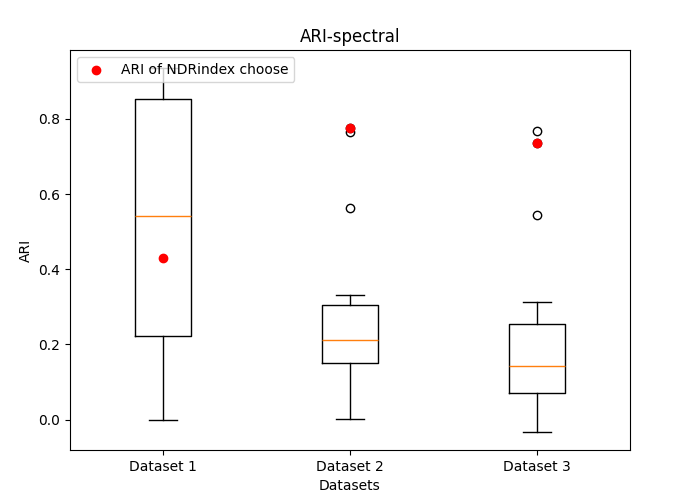 ARI-spectral
ARI of NDRindex choose
0.8
0.6
0.4
0.2
0.0
ARI
Dataset 1
Dataset 2
Dataset 3
Datasets